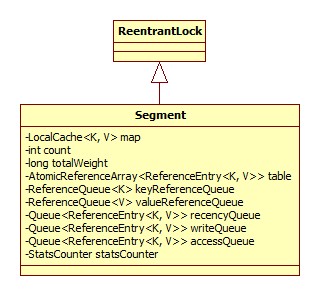 ReentrantLock
Segment
-LocalCache<K, V> map
-int count
-long totalWeight
-AtomicReferenceArray<ReferenceEntry<K, V>> table
-ReferenceQueue<K> keyReferenceQueue
-ReferenceQueue<V> valueReferenceQueue
-Queue<ReferenceEntry<K, V>> recencyQueue
-Queue<ReferenceEntry<K, V>> writeQueue
-Queue<ReferenceEntry<K, V>> accessQueue
-StatsCounter statsCounter